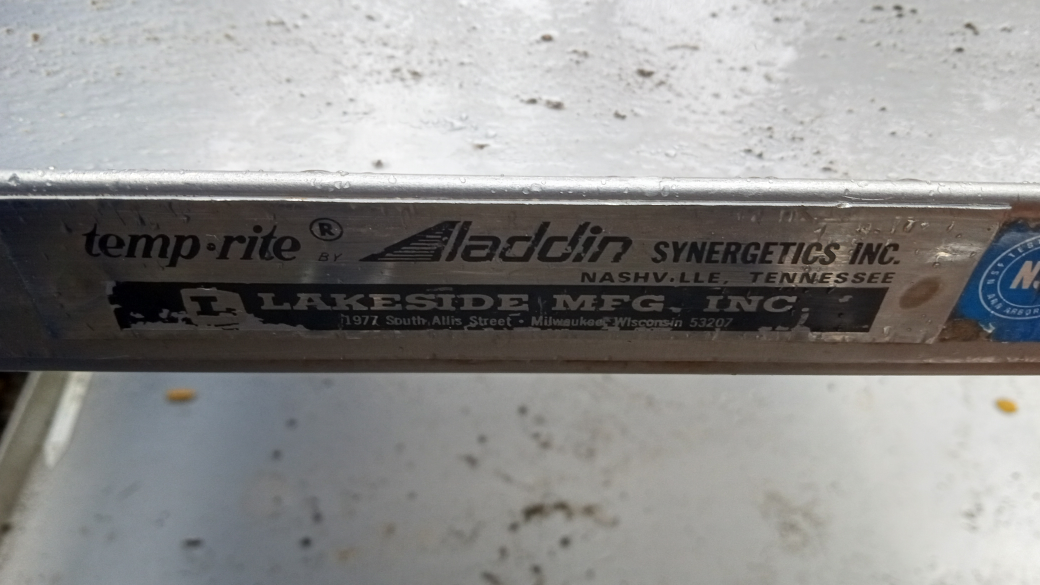 temp·rite® BY Aladdin SYNERGETICS INC.
NASHV.LLE, TENNESSEE
L LAKESIDE MFG. INC
1977 South Allis Street • Milwaukee, Wisconsin 53207